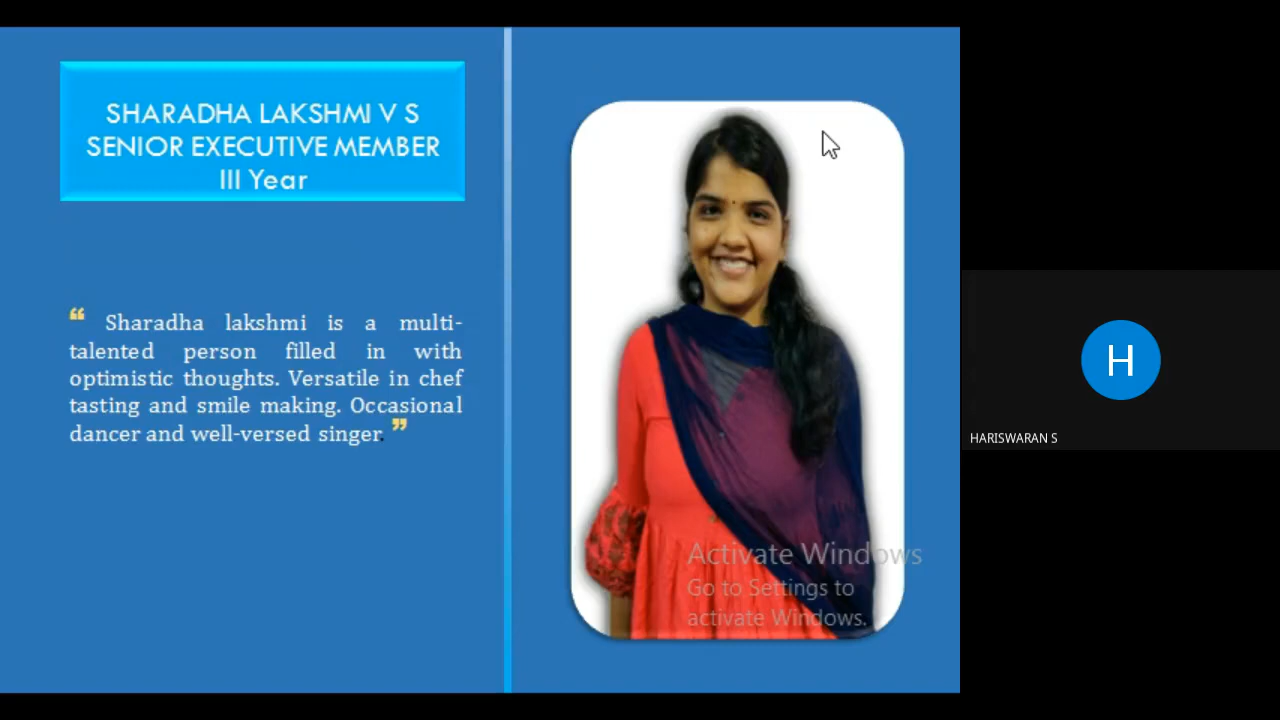 SHARADHA LAKSHMI V S
SENIOR EXECUTIVE MEMBER
III Year
“ Sharadha lakshmi is a multi-
talented person filled in with
optimistic thoughts. Versatile in chef
tasting and smile making. Occasional
dancer and well-versed singer. ”
Activate Windows
Go to Settings to
activate Windows.
H
HARISWARAN S